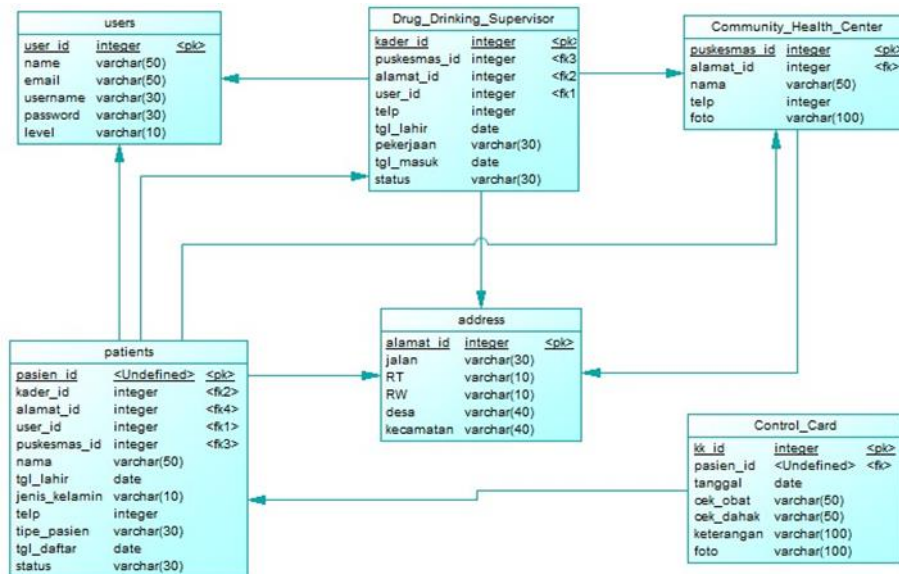 users
user_id integer <pk>
name varchar(50)
email varchar(50)
username varchar(30)
password varchar(30)
level varchar(10)
Drug_Drinking_Supervisor
kader_id integer <pk>
puskesmas_id integer <fk3
alamat_id integer <fk2
user_id integer <fk1
telp integer
tgl_lahir date
pekerjaan varchar(30)
tgl_masuk date
status varchar(30)
Community_Health_Center
puskesmas_id integer <pk>
alamat_id integer <fk>
nama varchar(50)
telp integer
foto varchar(100)
patients
pasien_id <Undefined> <pk>
kader_id integer <fk2>
alamat_id integer <fk4>
user_id integer <fk1>
puskesmas_id integer <fk3>
nama varchar(50)
tgl_lahir date
jenis_kelamin varchar(10)
telp integer
tipe_pasien varchar(30)
tgl_daftar date
status varchar(30)
address
alamat_id integer <pk>
jalan varchar(30)
RT varchar(10)
RW varchar(10)
desa varchar(40)
kecamatan varchar(40)
Control_Card
kk_id integer <pk>
pasien_id <Undefined> <fk>
tanggal date
cek_obat varchar(50)
cek_dahak varchar(50)
keterangan varchar(100)
foto varchar(100)